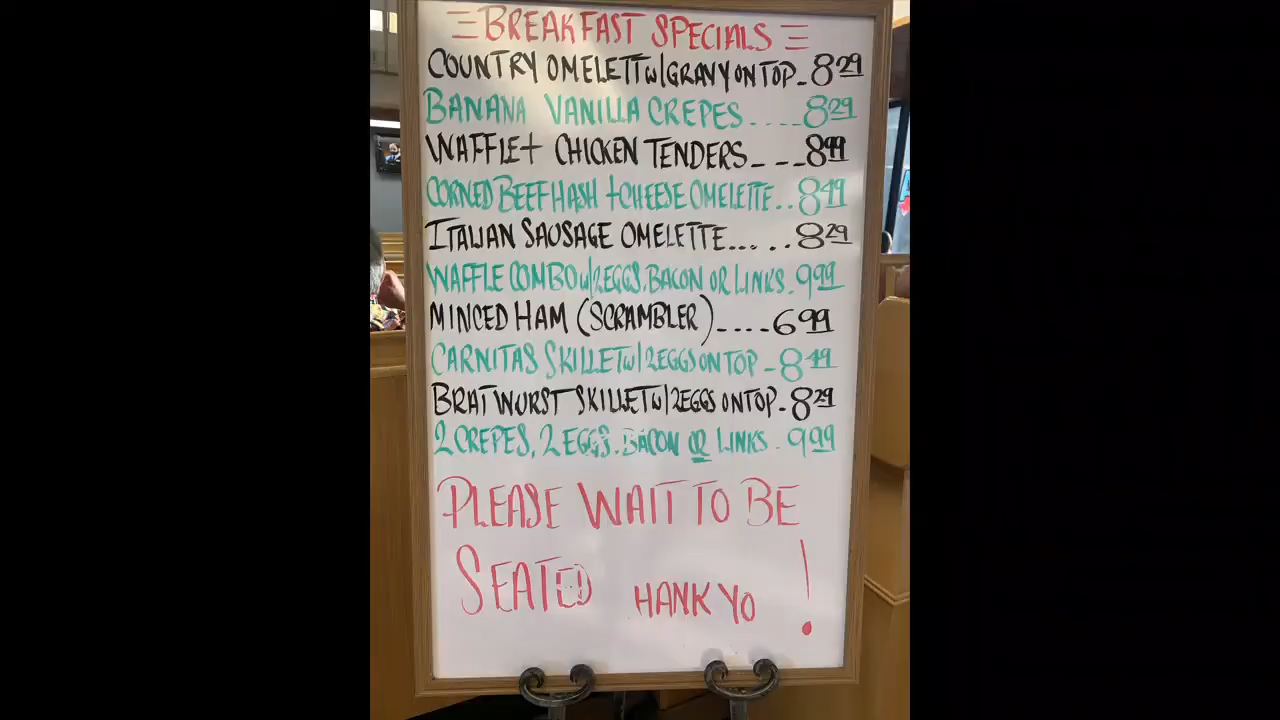 BREAKFAST SPECIALS
COUNTRY OMELETT w/GRAVY ON TOP - 8 29
BANANA VANILLA CREPES .... 8 29
WAFFLE + CHICKEN TENDERS - - - 8 99
CORNED BEEF HASH + CHEESE OMELETTE .. 8 49
ITALIAN SAUSAGE OMELETTE ..... 8 29
WAFFLE COMBO w/2 EGGS, BACON OR LINKS - 9 99
MINCED HAM (SCRAMBLER) ---- 6 99
CARNITAS SKILLET w/2 EGGS ON TOP - 8 49
BRATWURST SKILLET w/2 EGGS ON TOP - 8 29
2 CREPES, 2 EGGS, BACON OR LINKS - 9 99
PLEASE WAIT TO BE
SEATED HANK YO !